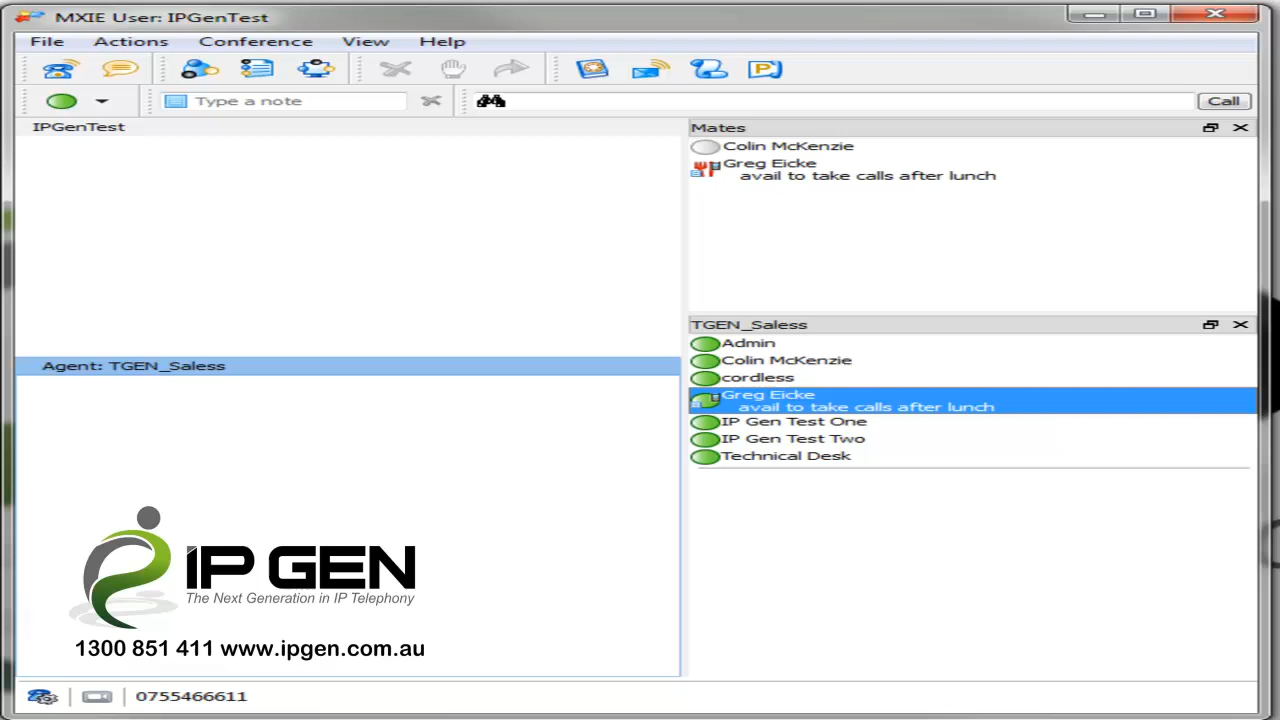 MXIE User: IPGenTest
File Actions Conference View Help
Type a note
Call
IPGenTest
Mates
Colin McKenzie
Greg Eicke
avail to take calls after lunch
TGEN_Saless
Admin
Colin McKenzie
cordless
Greg Eicke
avail to take calls after lunch
IP Gen Test One
IP Gen Test Two
Technical Desk
Agent: TGEN_Saless
IP GEN
The Next Generation in IP Telephony
1300 851 411 www.ipgen.com.au
0755466611